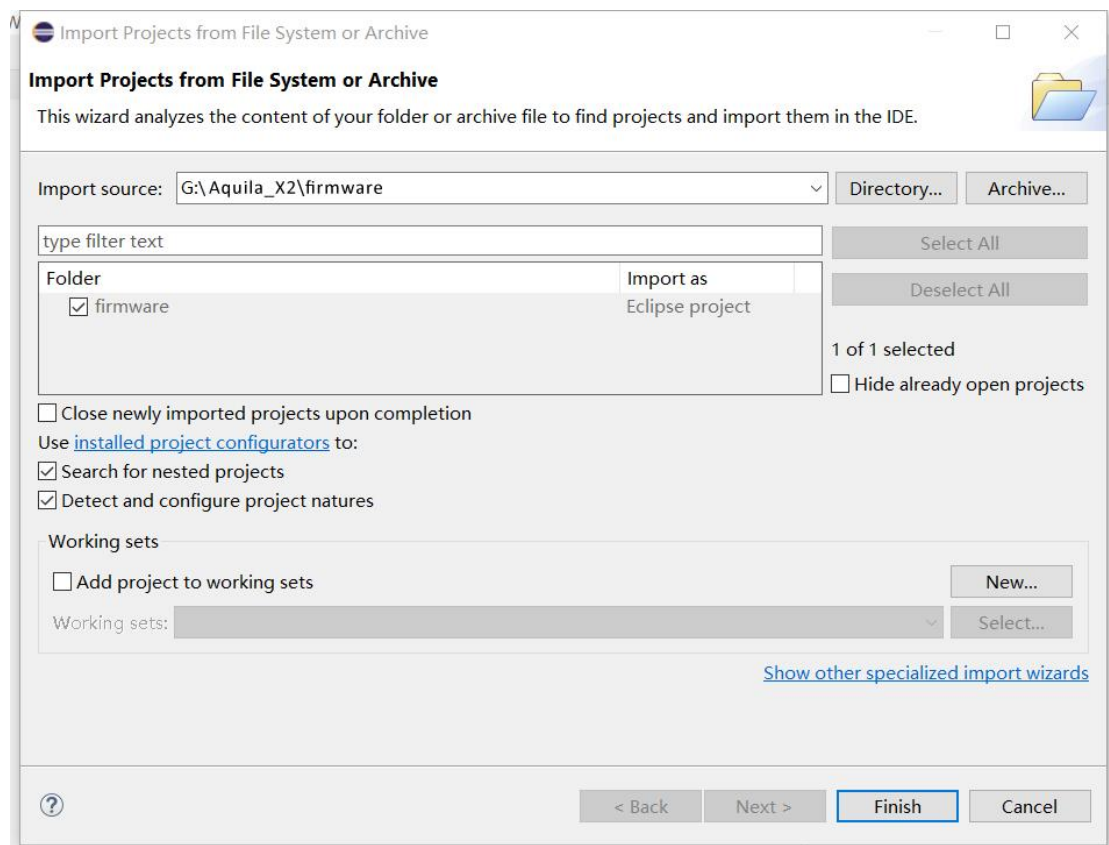 Import Projects from File System or Archive
Import Projects from File System or Archive
This wizard analyzes the content of your folder or archive file to find projects and import them in the IDE.
Import source: G:\Aquila_X2\firmware Directory... Archive...
type filter text Select All
Folder Import as Deselect All
firmware Eclipse project
1 of 1 selected
Hide already open projects
Close newly imported projects upon completion
Use installed project configurators to:
Search for nested projects
Detect and configure project natures
Working sets
Add project to working sets New...
Working sets: Select...
Show other specialized import wizards
? < Back Next > Finish Cancel